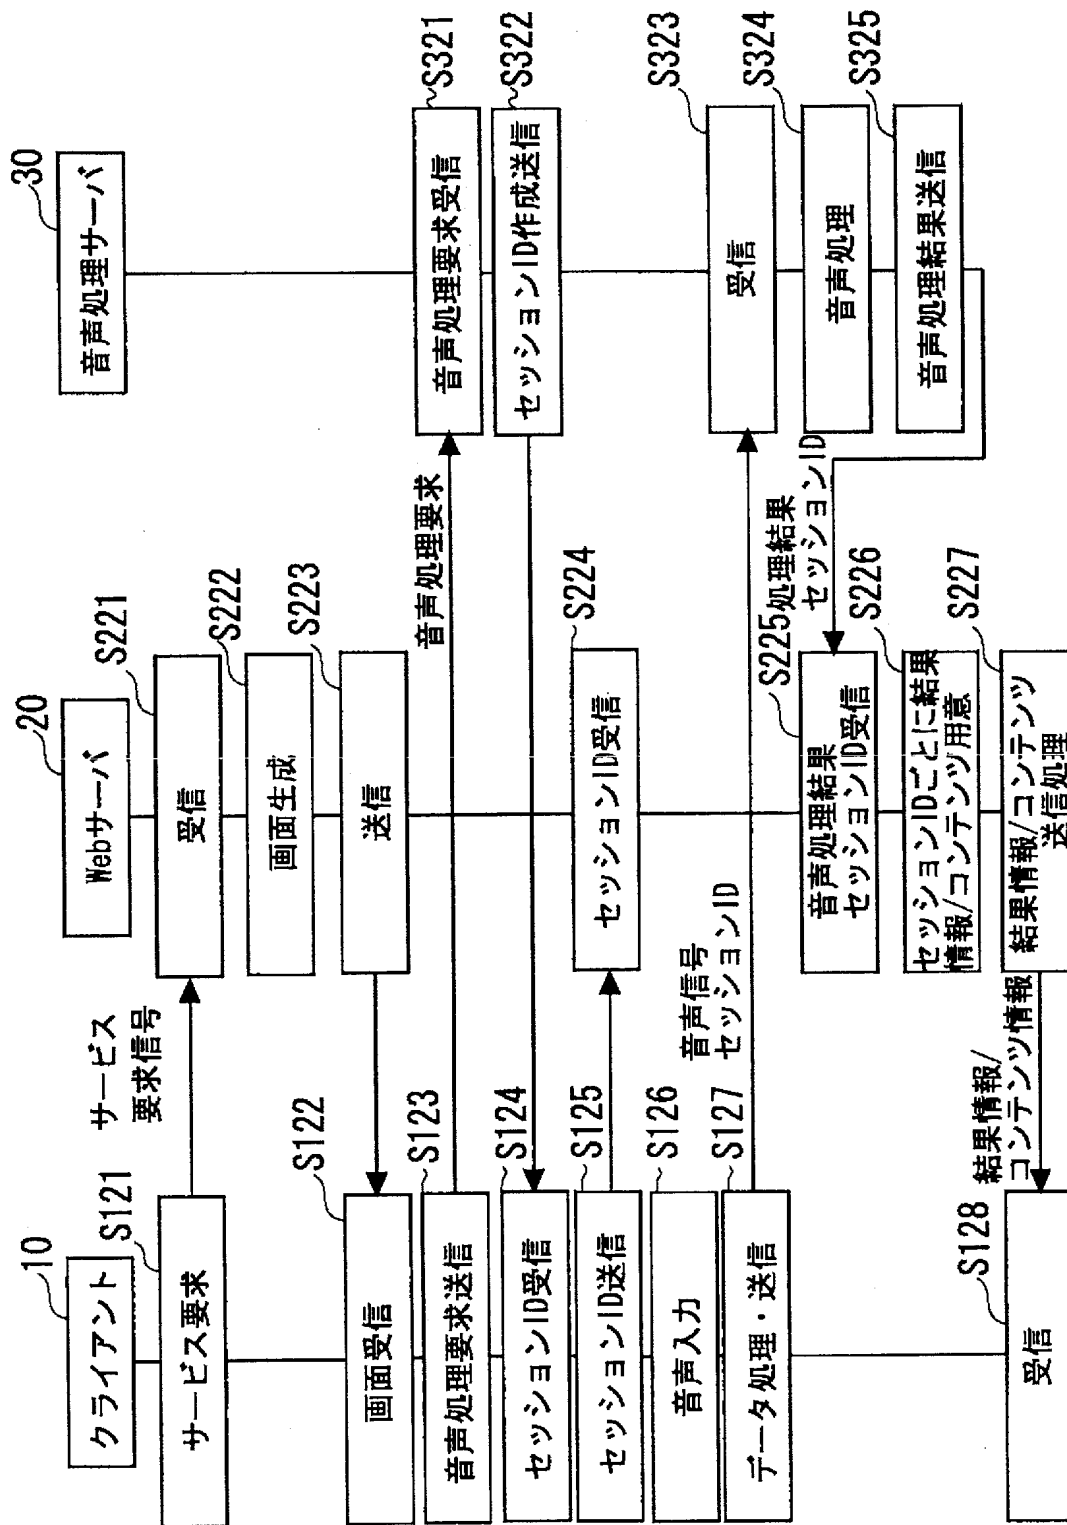 10
クライアント
S121
サービス要求
サービス
要求信号
S122
画面受信
S123
音声処理要求送信
S124
セッションID受信
S125
セッションID送信
S126
音声入力
S127
データ処理・送信
音声信号
セッションID
S128
受信
結果情報/
コンテンツ情報
20
Webサーバ
S221
受信
S222
画面生成
S223
送信
音声処理要求
S224
セッションID受信
S225
音声処理結果
セッションID受信
処理結果
セッションID
S226
セッションIDごとに結果
情報/コンテンツ用意
S227
結果情報/コンテンツ
送信処理
30
音声処理サーバ
S321
音声処理要求受信
S322
セッションID作成送信
S323
受信
S324
音声処理
S325
音声処理結果送信